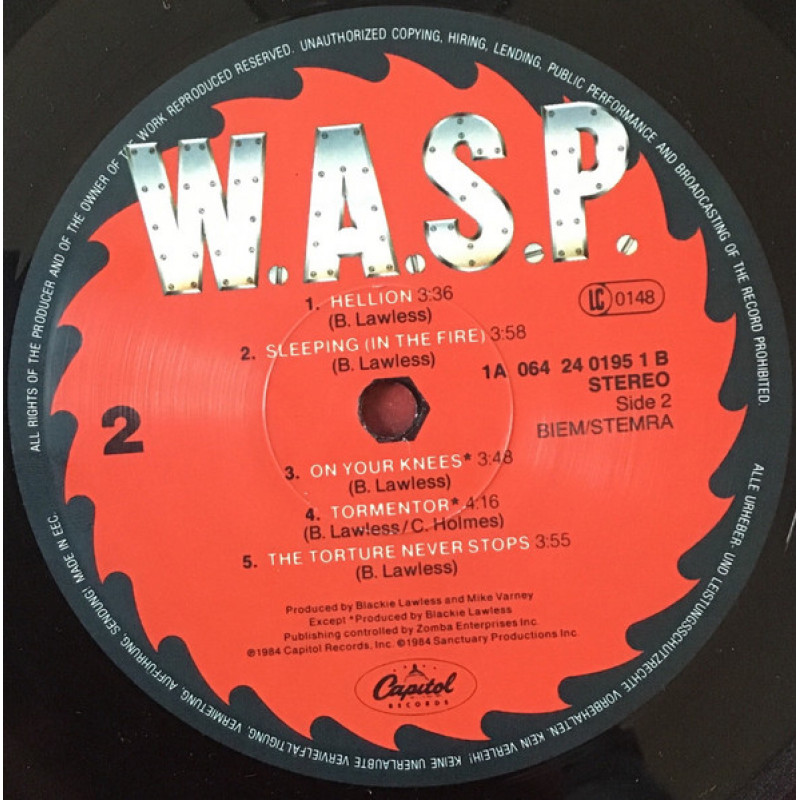 ALL RIGHTS OF THE PRODUCER AND OF THE OWNER OF THE WORK REPRODUCED RESERVED. UNAUTHORIZED COPYING, HIRING, LENDING, PUBLIC PERFORMANCE AND BROADCASTING OF THE RECORD PROHIBITED.
W.A.S.P.
1. HELLION 3:36
(B. Lawless)
LC 0148
2. SLEEPING (IN THE FIRE) 3:58
(B. Lawless)
1A 064 24 0195 1 B
STEREO
Side 2
BIEM/STEMRA
2
3. ON YOUR KNEES* 3:48
(B. Lawless)
4. TORMENTOR* 4:16
(B. Lawless/C. Holmes)
5. THE TORTURE NEVER STOPS 3:55
(B. Lawless)
Produced by Blackie Lawless and Mike Varney
Except *Produced by Blackie Lawless
Publishing controlled by Zomba Enterprises Inc.
℗1984 Capitol Records, Inc. ©1984 Sanctuary Productions Inc.
Capitol
RECORDS
ALLE URHEBER- UND LEISTUNGSSCHUTZRECHTE VORBEHALTEN. KEIN VERLEIH! KEINE UNERLAUBTE VERVIELFÄLTIGUNG, VERMIETUNG, AUFFÜHRUNG, SENDUNG! MADE IN EEC.